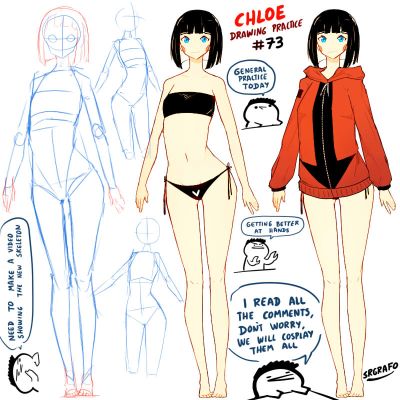 CHLOE
DRAWING PRACTICE
#73
GENERAL
PRACTICE
TODAY
GETTING BETTER
AT HANDS
NEED TO MAKE A VIDEO
SHOWING THE NEW SKELETON
I READ ALL
THE COMMENTS,
DON'T WORRY,
WE WILL COSPLAY
THEM ALL
SRGRAFO